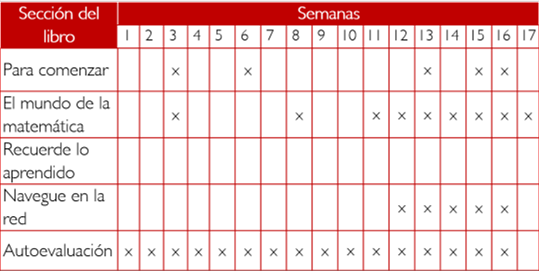 Sección del libro Semanas
1 2 3 4 5 6 7 8 9 10 11 12 13 14 15 16 17
Para comenzar x x x x x
El mundo de la matemática x x x x x x x x x
Recuerde lo aprendido
Navegue en la red x x x x x
Autoevaluación x x x x x x x x x x x x x x x x